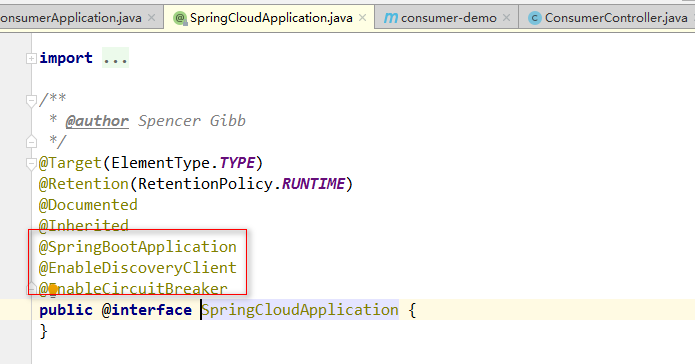 onsumerApplication.java SpringCloudApplication.java consumer-demo ConsumerController.java
import ...
/**
* @author Spencer Gibb
*/
@Target(ElementType.TYPE)
@Retention(RetentionPolicy.RUNTIME)
@Documented
@Inherited
@SpringBootApplication
@EnableDiscoveryClient
@EnableCircuitBreaker
public @interface SpringCloudApplication {
}